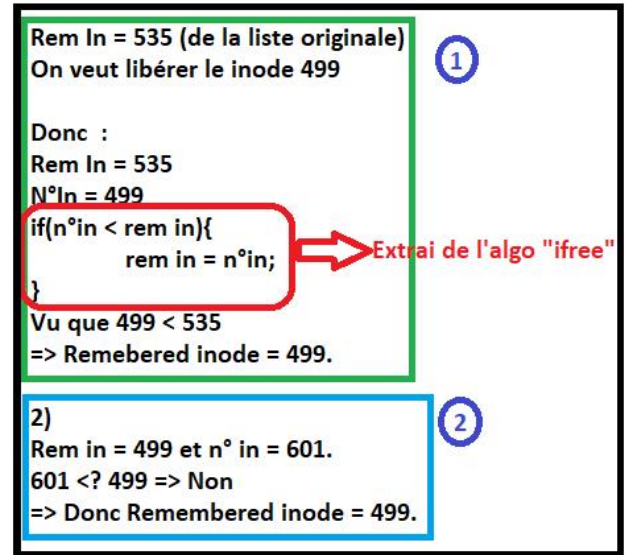 Rem In = 535 (de la liste originale)
1
On veut libérer le inode 499
Donc :
Rem In = 535
N°In = 499
if(n°in < rem in){
rem in = n°in;
Extrai de l'algo "ifree"
}
Vu que 499 < 535
=> Remebered inode = 499.
2)
2
Rem in = 499 et n° in = 601.
601 <? 499 => Non
=> Donc Remembered inode = 499.